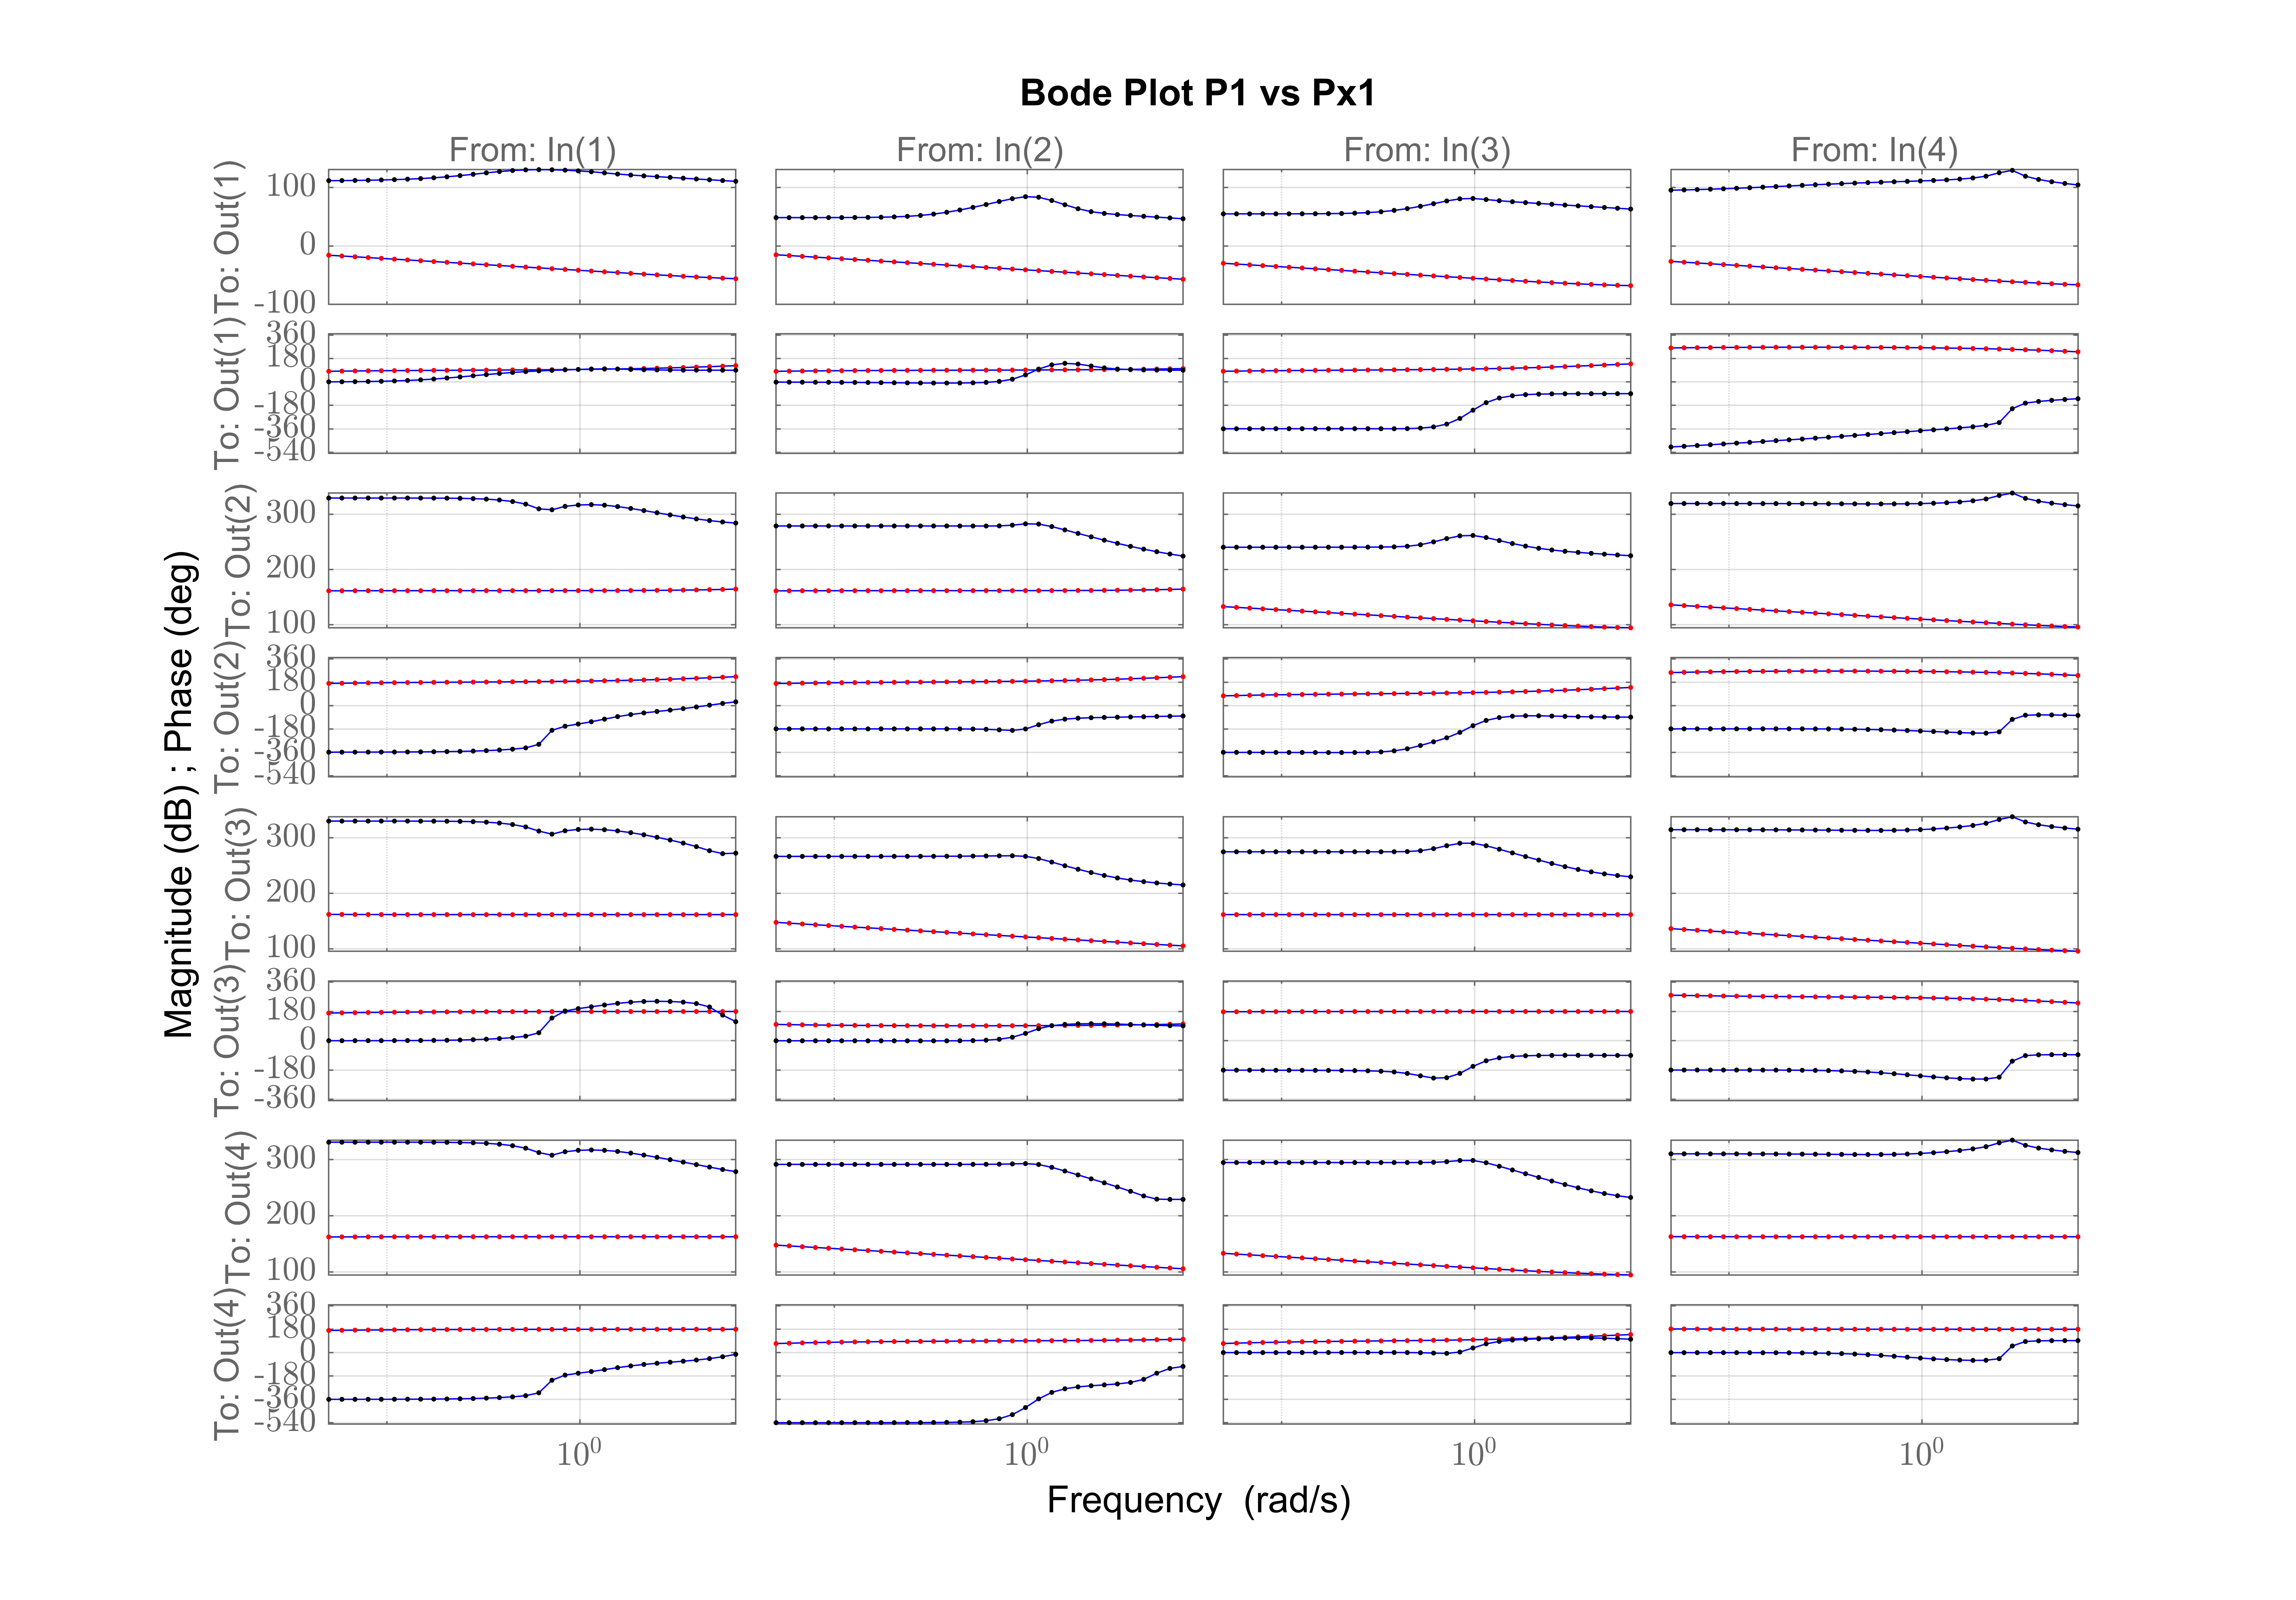 Bode Plot P1 vs Px1
From: In(1) From: In(2) From: In(3) From: In(4)
To: Out(1)
100
0
-100
To: Out(1)
360
180
0
-180
-360
-540
To: Out(2)
300
200
100
To: Out(2)
360
180
0
-180
-360
-540
Magnitude (dB) ; Phase (deg)
To: Out(3)
300
200
100
To: Out(3)
360
180
0
-180
-360
To: Out(4)
300
200
100
To: Out(4)
360
180
0
-180
-360
-540
10⁰ 10⁰ 10⁰ 10⁰
Frequency (rad/s)